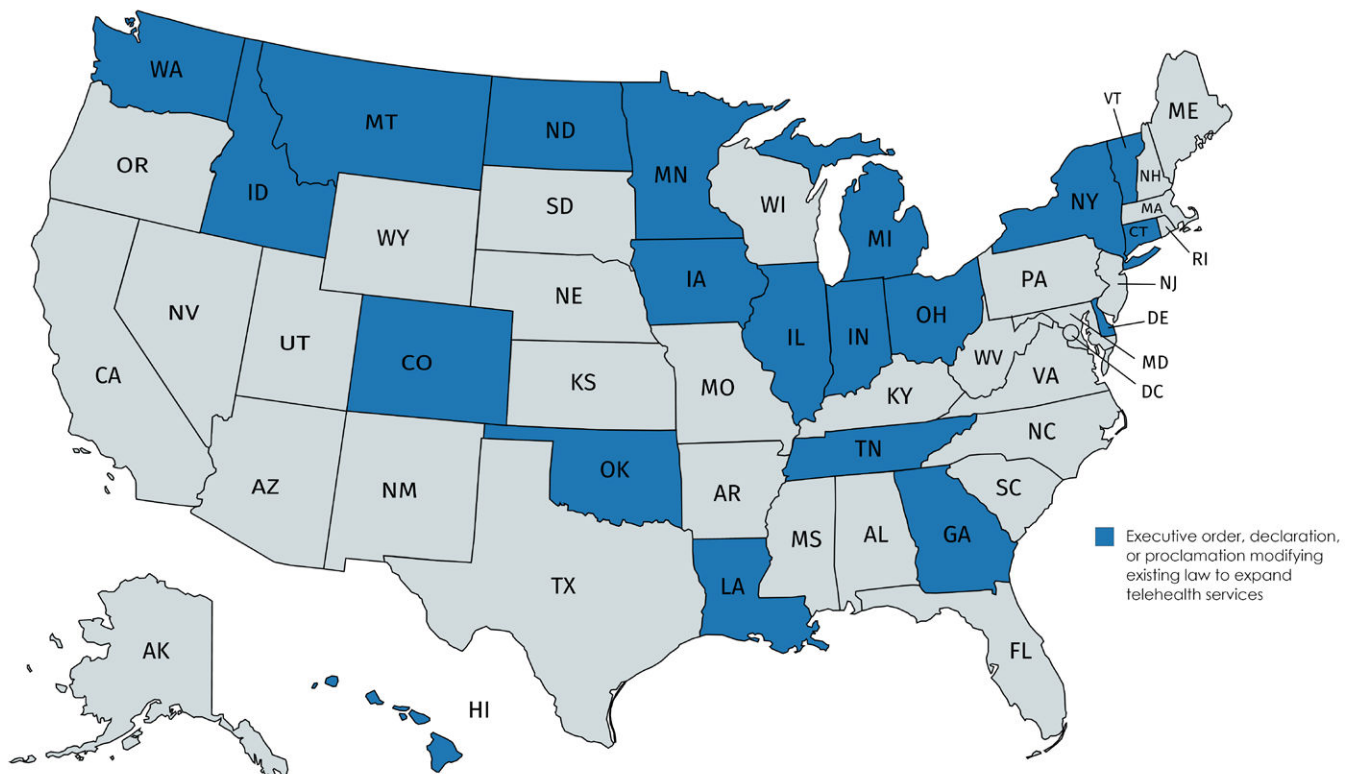 WA
VT
ME
MT
ND
OR
MN
NH
ID
NY
SD
WI
MA
WY
MI
CT
RI
IA
PA
NJ
NE
NV
OH
DE
UT
IL
IN
CO
WV
MD
CA
KS
VA
MO
DC
KY
NC
TN
OK
AZ
NM
AR
SC
MS
AL
GA
Executive order, declaration,
or proclamation modifying
existing law to expand
telehealth services
TX
LA
AK
FL
HI